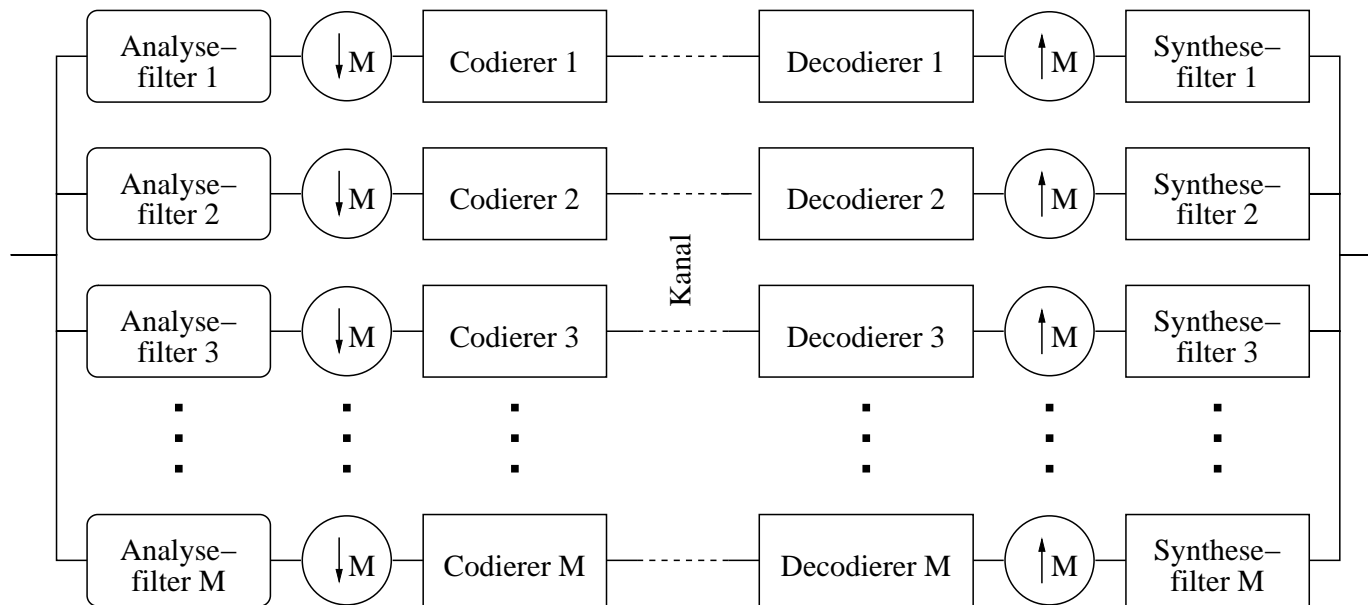 Analyse–
filter 1
M
Codierer 1
Decodierer 1
M
Synthese–
filter 1
Analyse–
filter 2
M
Codierer 2
Decodierer 2
M
Synthese–
filter 2
Kanal
Analyse–
filter 3
M
Codierer 3
Decodierer 3
M
Synthese–
filter 3
Analyse–
filter M
M
Codierer M
Decodierer M
M
Synthese–
filter M